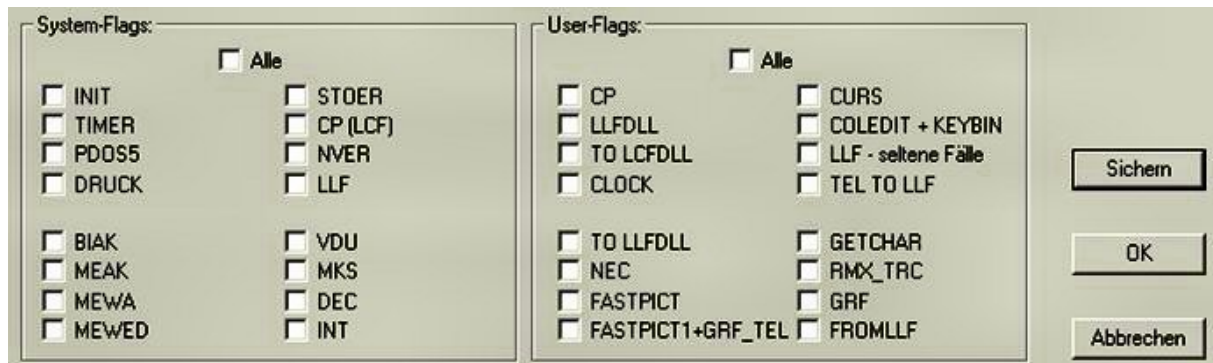 System-Flags:
Alle
INIT
TIMER
PDOS5
DRUCK
STOER
CP (LCF)
NVER
LLF
BIAK
MEAK
MEWA
MEWED
VDU
MKS
DEC
INT
User-Flags:
Alle
CP
LLFDLL
TO LCFDLL
CLOCK
CURS
COLEDIT + KEYBIN
LLF - seltene Fälle
TEL TO LLF
TO LLFDLL
NEC
FASTPICT
FASTPICT1+GRF_TEL
GETCHAR
RMX_TRC
GRF
FROMLLF
Sichern
OK
Abbrechen